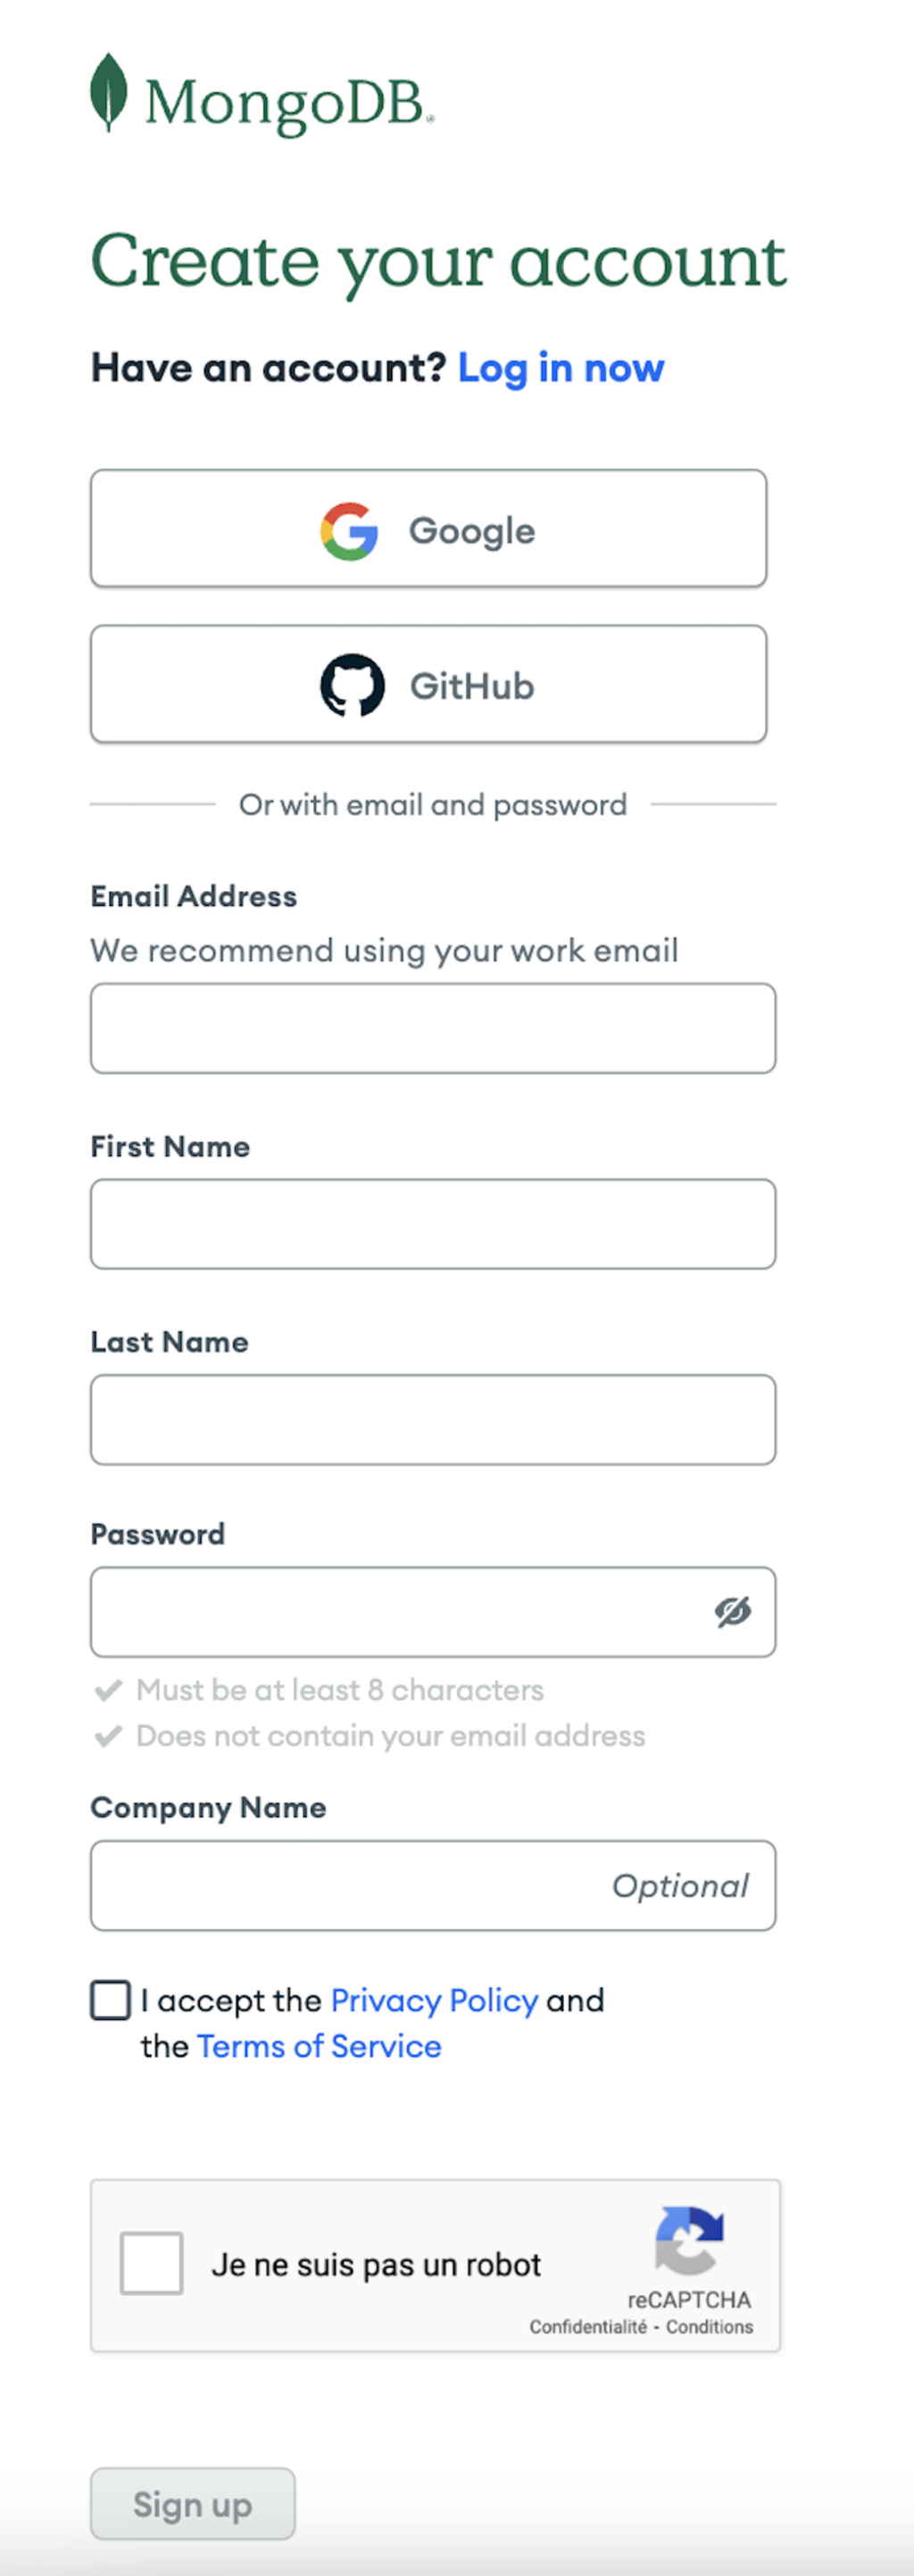 MongoDB®
Create your account
Have an account? Log in now
Google
GitHub
Or with email and password
Email Address
We recommend using your work email
First Name
Last Name
Password
Must be at least 8 characters
Does not contain your email address
Company Name
Optional
I accept the Privacy Policy and
the Terms of Service
Je ne suis pas un robot
reCAPTCHA
Confidentialité - Conditions
Sign up